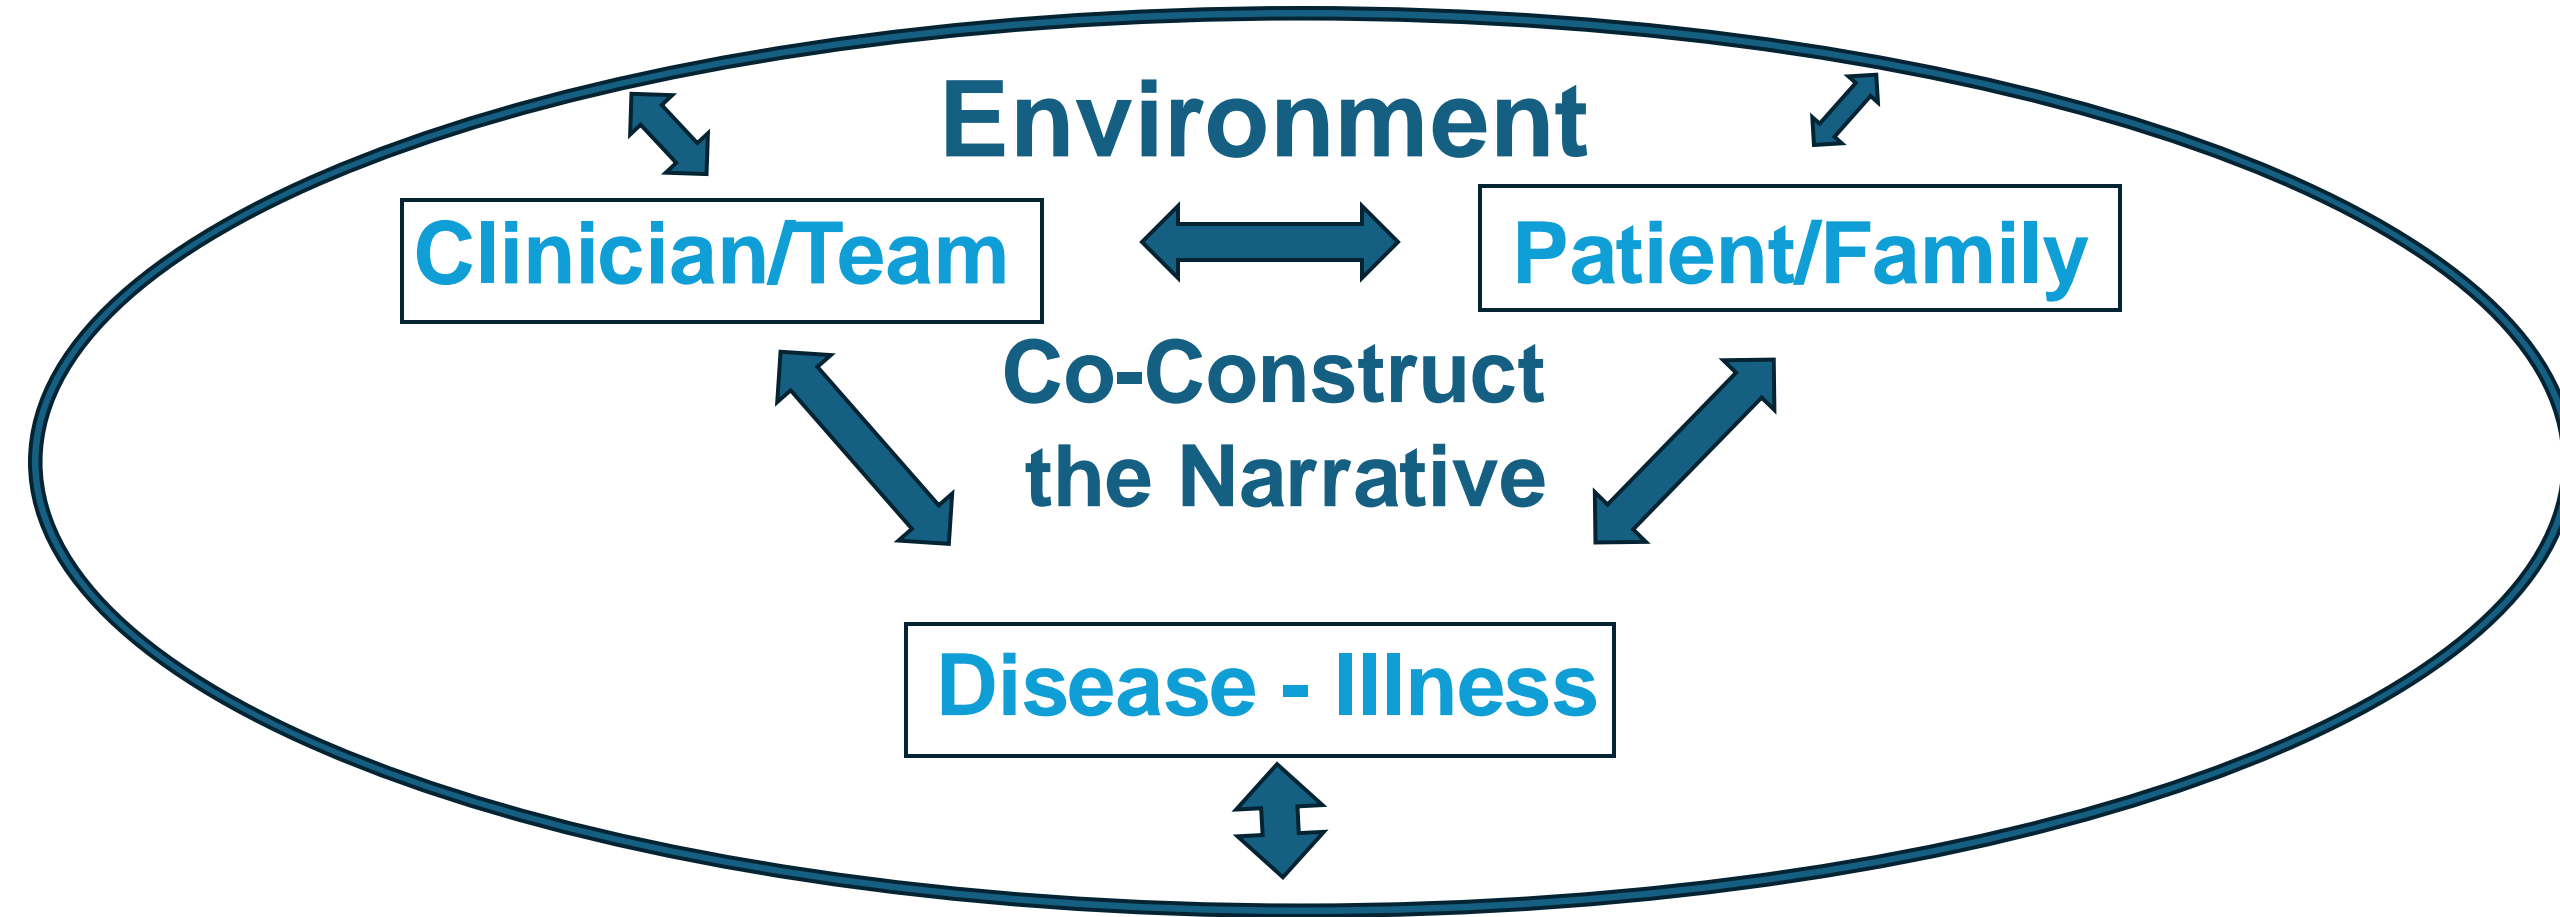 Environment
Clinician/Team
Patient/Family
Co-Construct
the Narrative
Disease - Illness